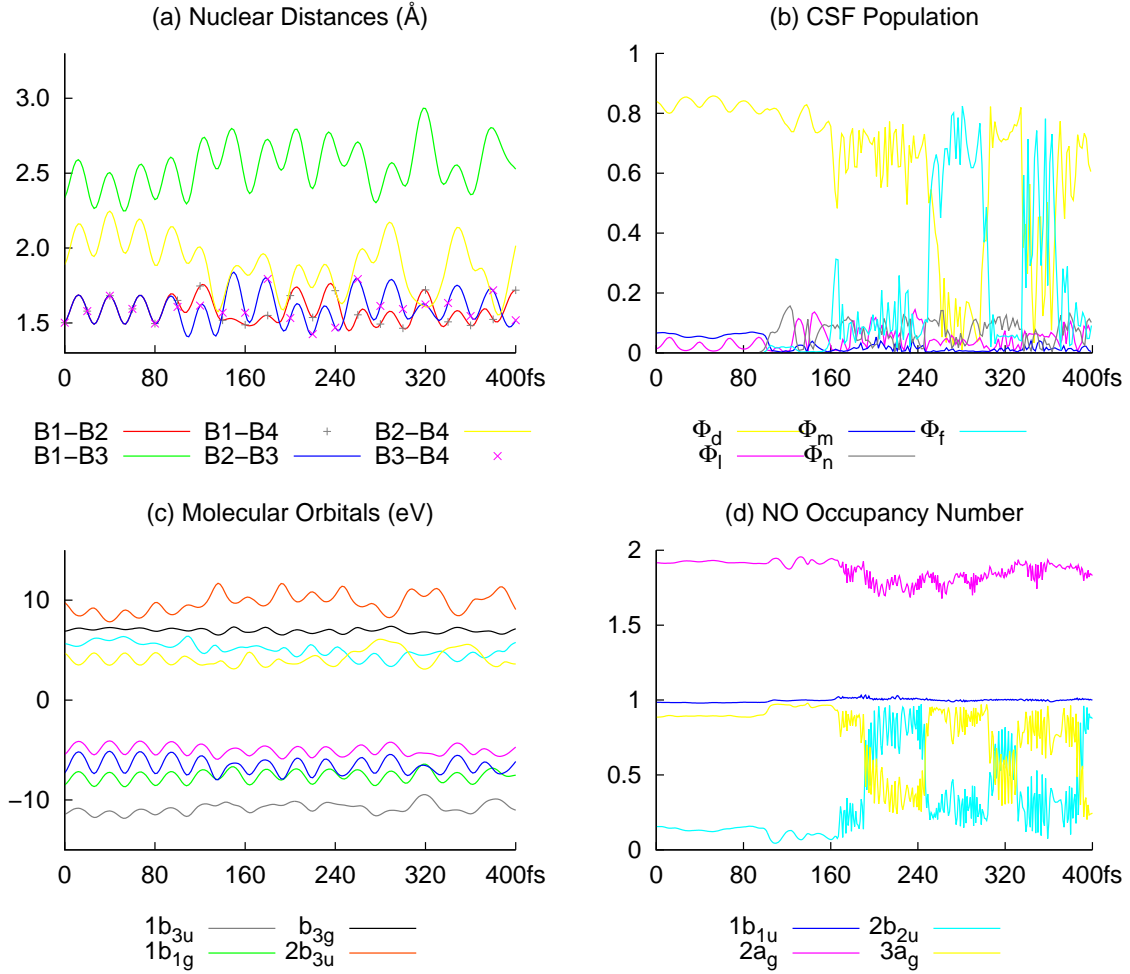 (a) Nuclear Distances (Å)
3.0
2.5
2.0
1.5
0 80 160 240 320 400fs
B1−B2 B1−B4 B2−B4
B1−B3 B2−B3 B3−B4
(b) CSF Population
1
0.8
0.6
0.4
0.2
0
0 80 160 240 320 400fs
Φd Φm Φf
Φl Φn
(c) Molecular Orbitals (eV)
10
0
−10
0 80 160 240 320 400fs
1b3u b3g
1b1g 2b3u
(d) NO Occupancy Number
2
1.5
1
0.5
0
0 80 160 240 320 400fs
1b1u 2b2u
2ag 3ag